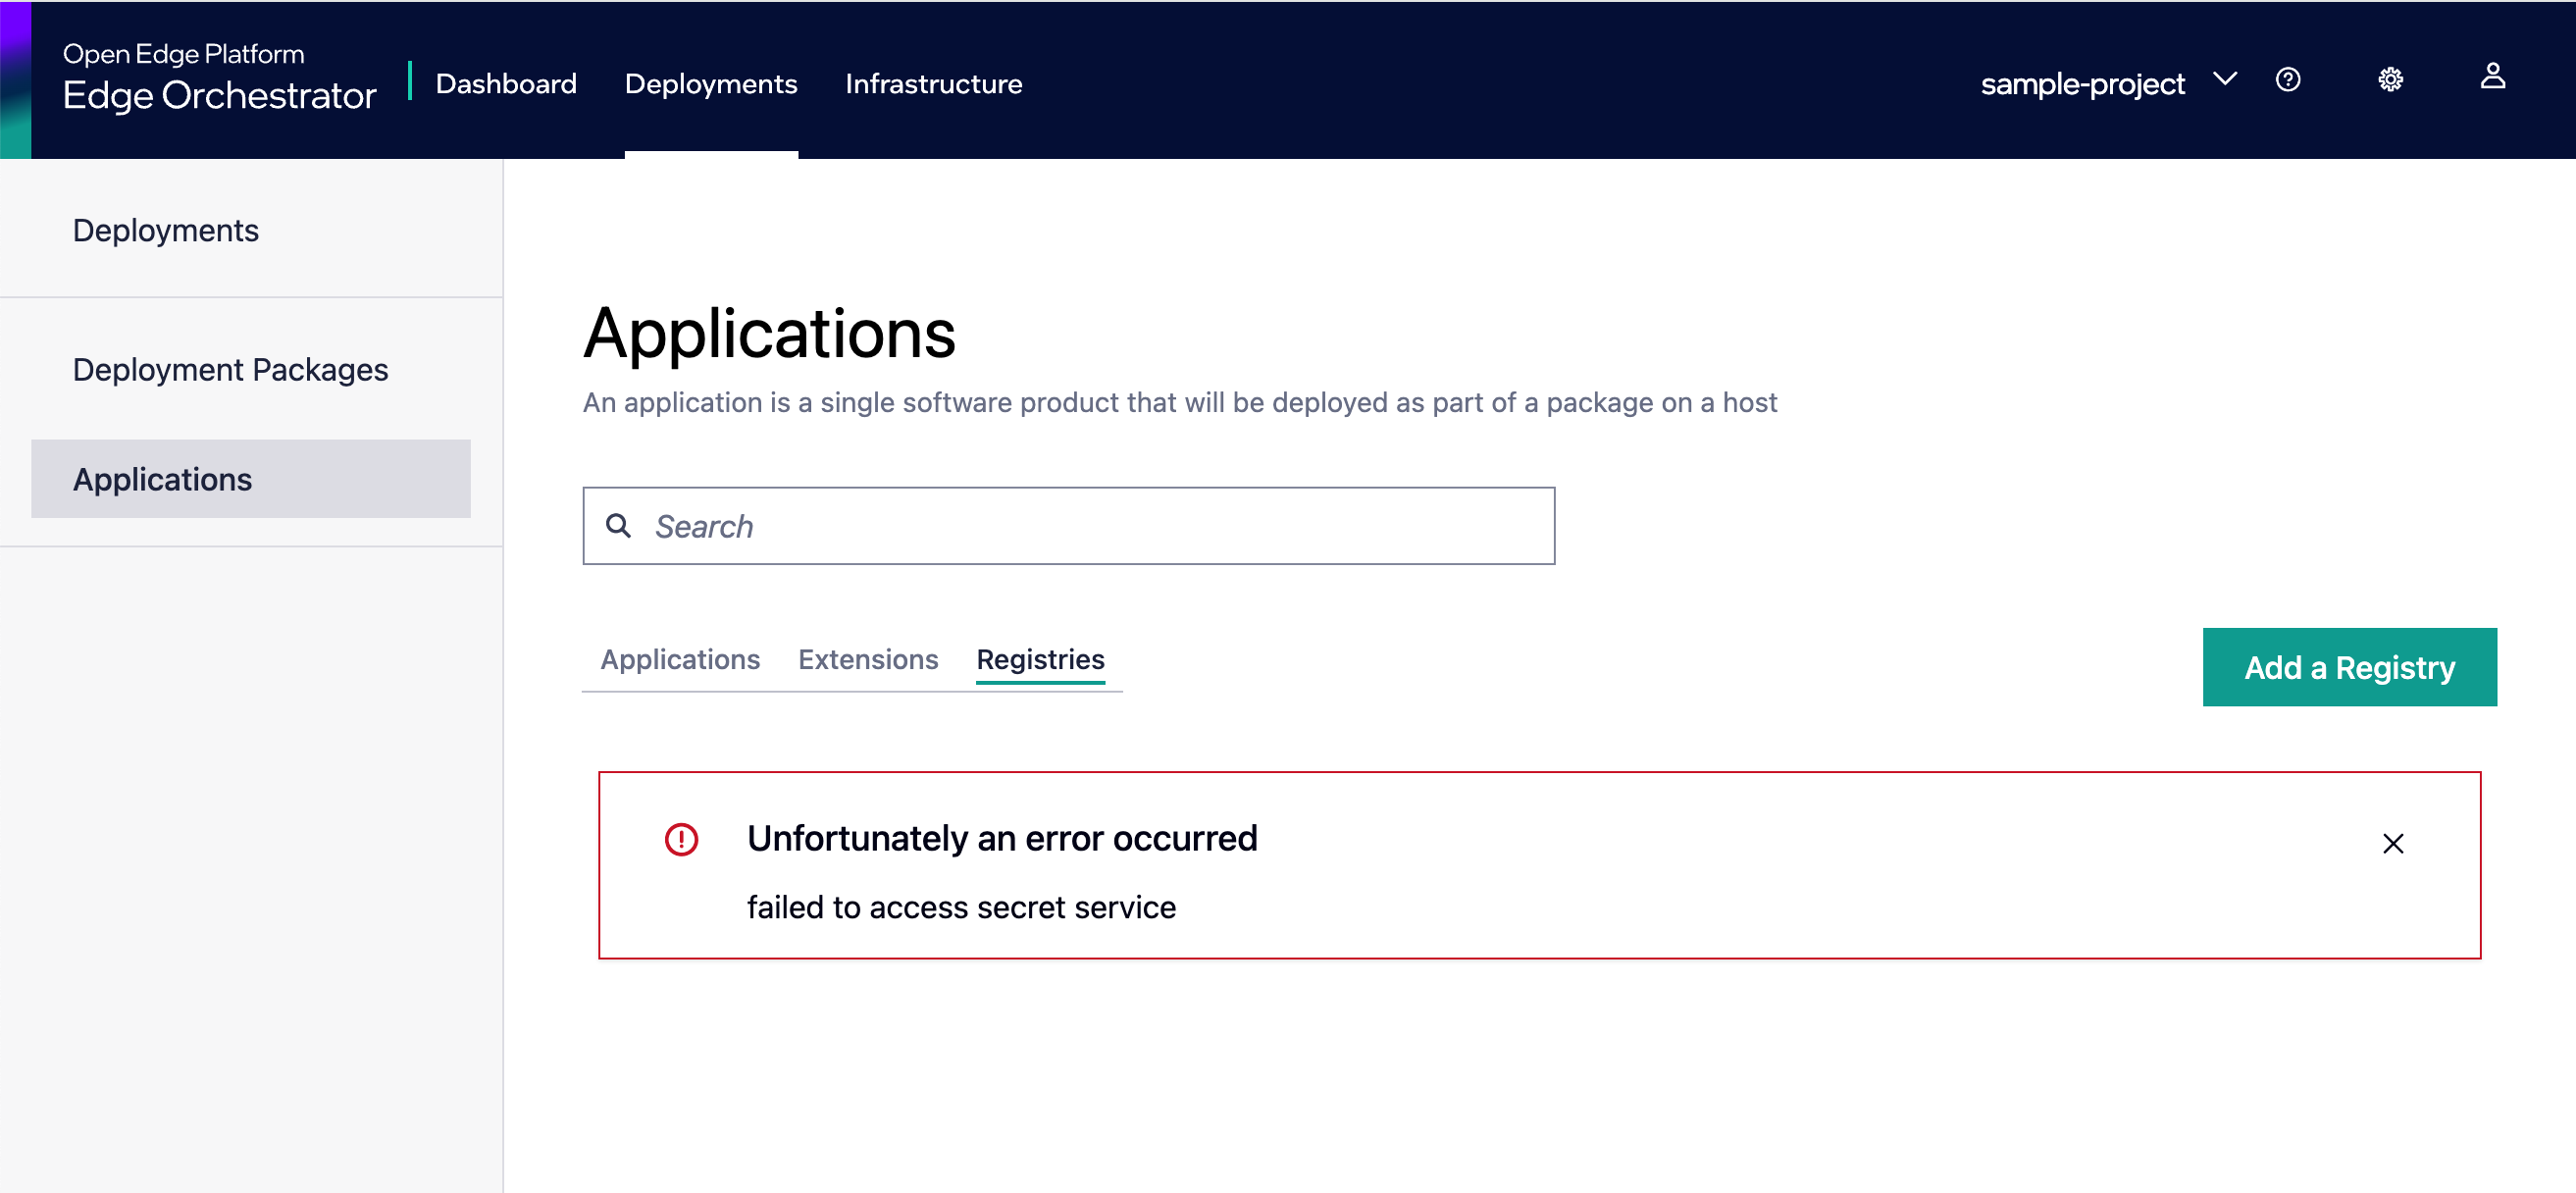 Open Edge Platform
Edge Orchestrator
Dashboard Deployments Infrastructure
sample-project
Deployments
Deployment Packages
Applications
Applications
An application is a single software product that will be deployed as part of a package on a host
Search
Applications Extensions Registries
Add a Registry
Unfortunately an error occurred
failed to access secret service